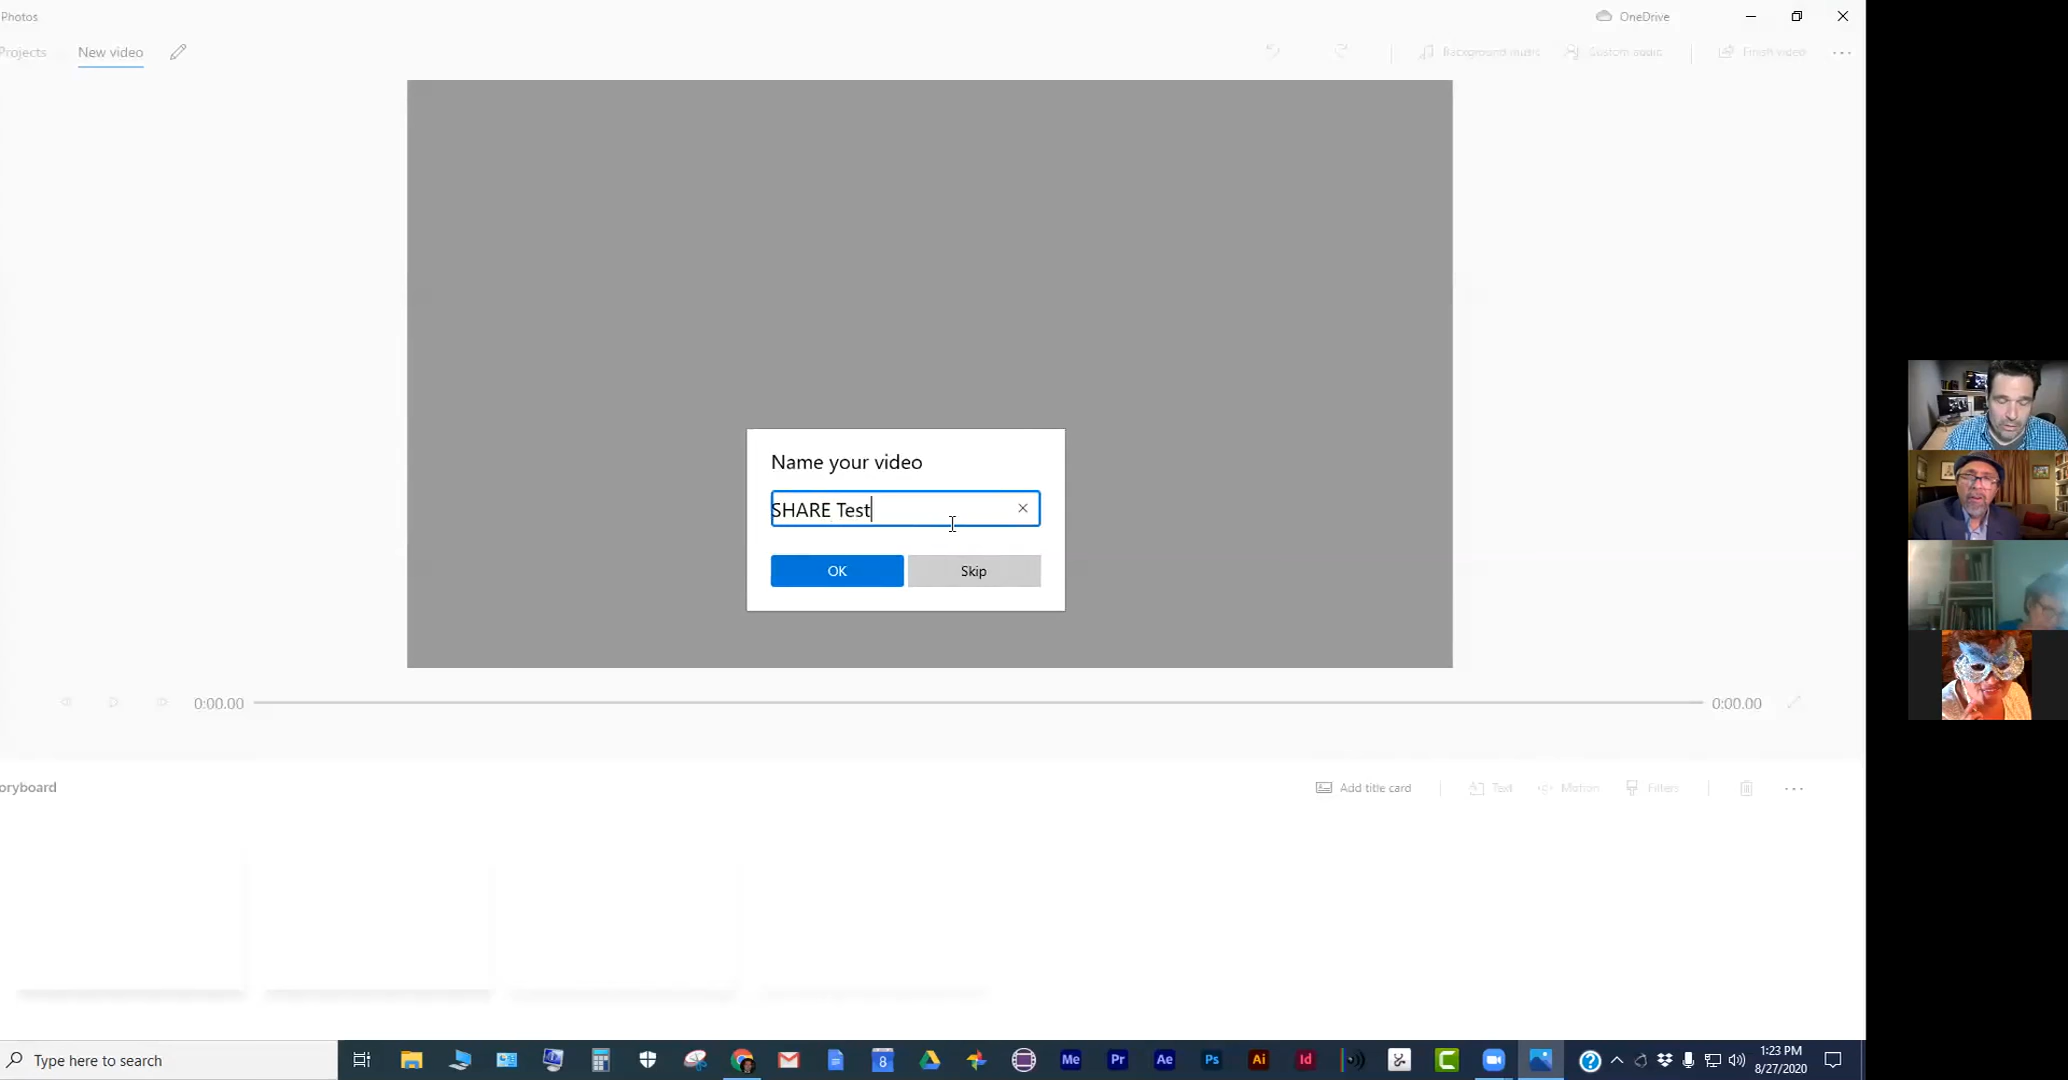 Photos
OneDrive
Projects
New video
Background music
Custom audio
Finish video
Name your video
SHARE Test
OK
Skip
0:00.00
0:00.00
oryboard
Add title card
Text
Motion
Filters
Type here to search
8
Me
Pr
Ae
Ps
Ai
Id
1:23 PM
8/27/2020